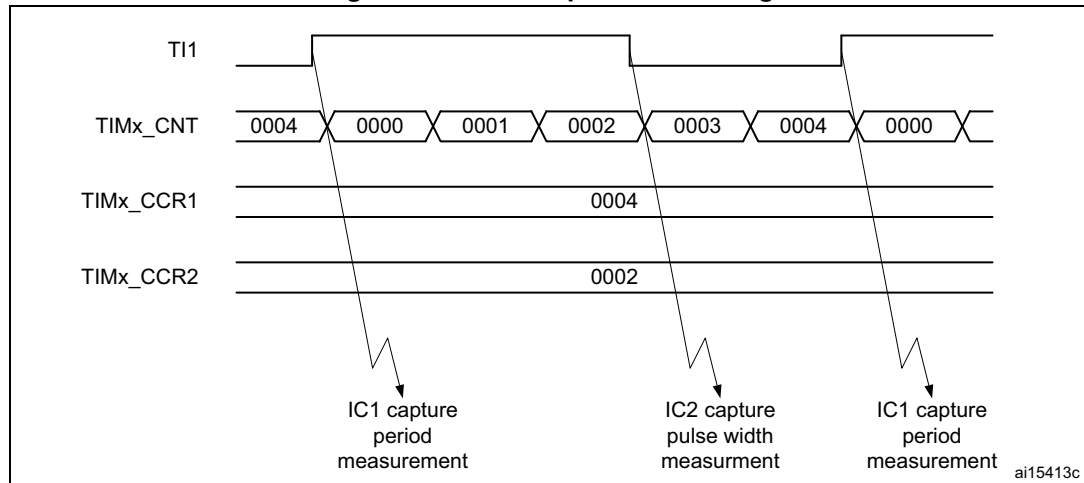 TI1
TIMx_CNT 0004 0000 0001 0002 0003 0004 0000
TIMx_CCR1 0004
TIMx_CCR2 0002
IC1 capture
period
measurement
IC2 capture
pulse width
measurment
IC1 capture
period
measurement
ai15413c